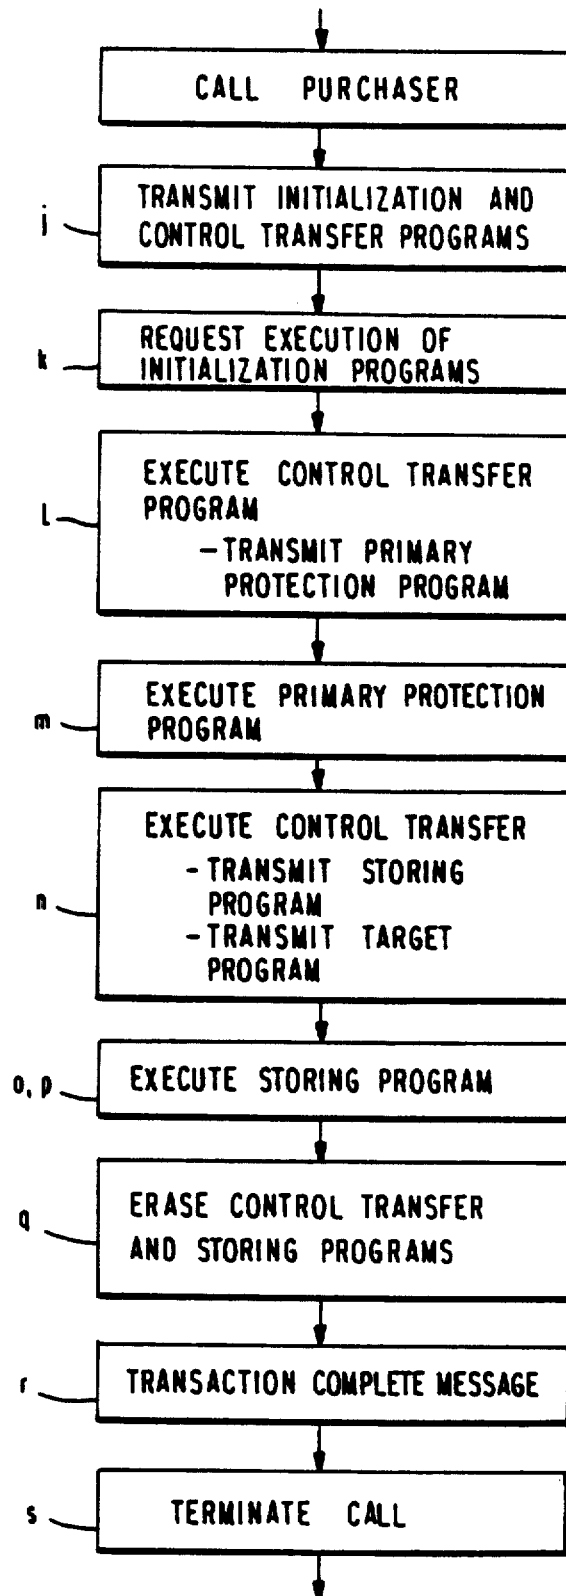 CALL PURCHASER
j
TRANSMIT INITIALIZATION AND
CONTROL TRANSFER PROGRAMS
k
REQUEST EXECUTION OF
INITIALIZATION PROGRAMS
L
EXECUTE CONTROL TRANSFER
PROGRAM
-TRANSMIT PRIMARY
PROTECTION PROGRAM
m
EXECUTE PRIMARY PROTECTION
PROGRAM
n
EXECUTE CONTROL TRANSFER
-TRANSMIT STORING
PROGRAM
-TRANSMIT TARGET
PROGRAM
o, p
EXECUTE STORING PROGRAM
q
ERASE CONTROL TRANSFER
AND STORING PROGRAMS
r
TRANSACTION COMPLETE MESSAGE
s
TERMINATE CALL